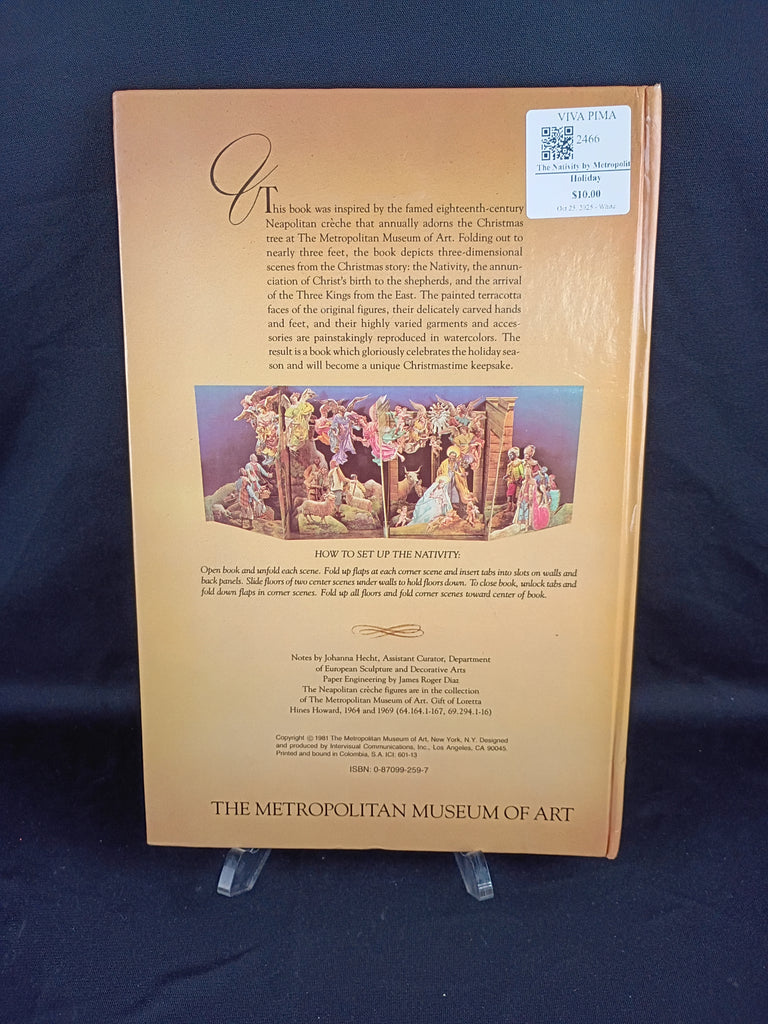 VIVA PIMA
2466
The Nativity by Metropolit
Holiday
$10.00
Oct 25, 2025 - White
This book was inspired by the famed eighteenth-century
Neapolitan crèche that annually adorns the Christmas
tree at The Metropolitan Museum of Art. Folding out to
nearly three feet, the book depicts three-dimensional
scenes from the Christmas story: the Nativity, the annun-
ciation of Christ's birth to the shepherds, and the arrival
of the Three Kings from the East. The painted terracotta
faces of the original figures, their delicately carved hands
and feet, and their highly varied garments and acces-
sories are painstakingly reproduced in watercolors. The
result is a book which gloriously celebrates the holiday sea-
son and will become a unique Christmastime keepsake.
HOW TO SET UP THE NATIVITY:
Open book and unfold each scene. Fold up flaps at each corner scene and insert tabs into slots on walls and
back panels. Slide floors of two center scenes under walls to hold floors down. To close book, unlock tabs and
fold down flaps in corner scenes. Fold up all floors and fold corner scenes toward center of book.
Notes by Johanna Hecht, Assistant Curator, Department
of European Sculpture and Decorative Arts
Paper Engineering by James Roger Diaz
The Neapolitan crèche figures are in the collection
of The Metropolitan Museum of Art. Gift of Loretta
Hines Howard, 1964 and 1969 (64.164.1-167, 69.294.1-16)
Copyright © 1981 The Metropolitan Museum of Art, New York, N.Y. Designed
and produced by Intervisual Communications, Inc., Los Angeles, CA 90045.
Printed and bound in Colombia, S.A. ICI: 601-13
ISBN: 0-87099-259-7
THE METROPOLITAN MUSEUM OF ART